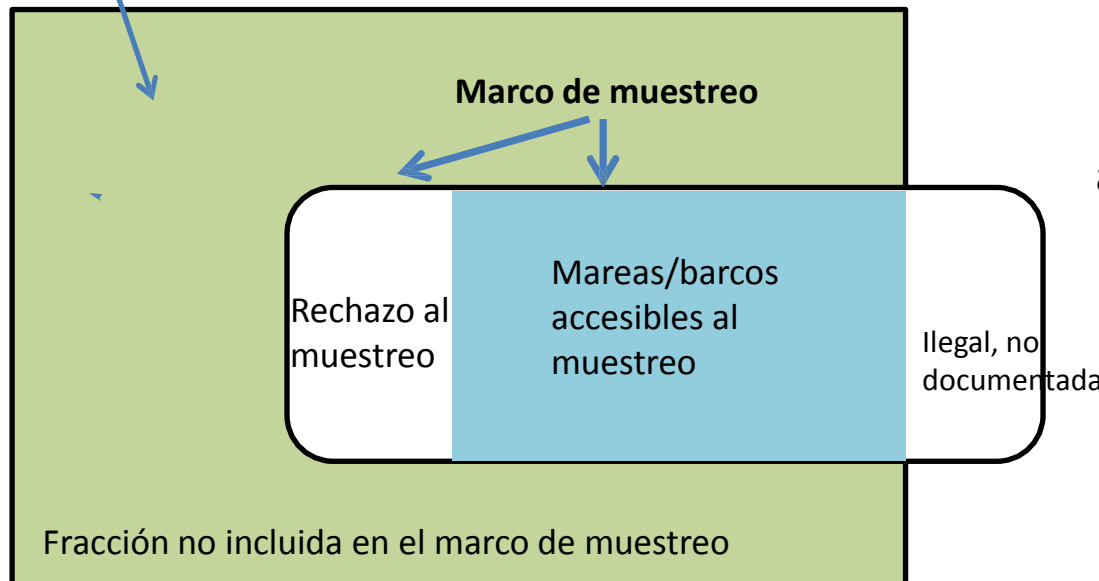 Marco de muestreo
a
Mareas/barcos
accesibles al
muestreo
Rechazo al
muestreo
Ilegal, no
documentada
Fracción no incluida en el marco de muestreo